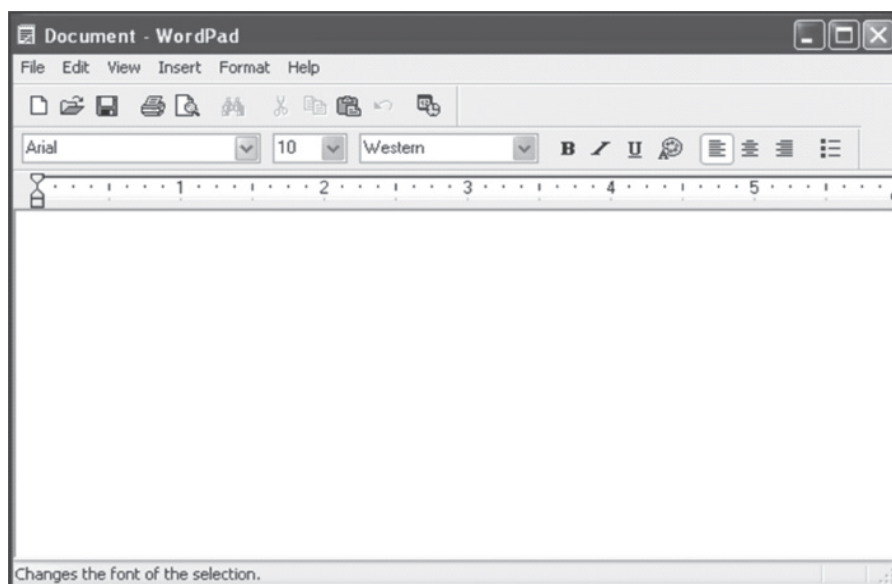 Document - WordPad
File Edit View Insert Format Help
Arial 10 Western B I U
1 2 3 4 5
Changes the font of the selection.